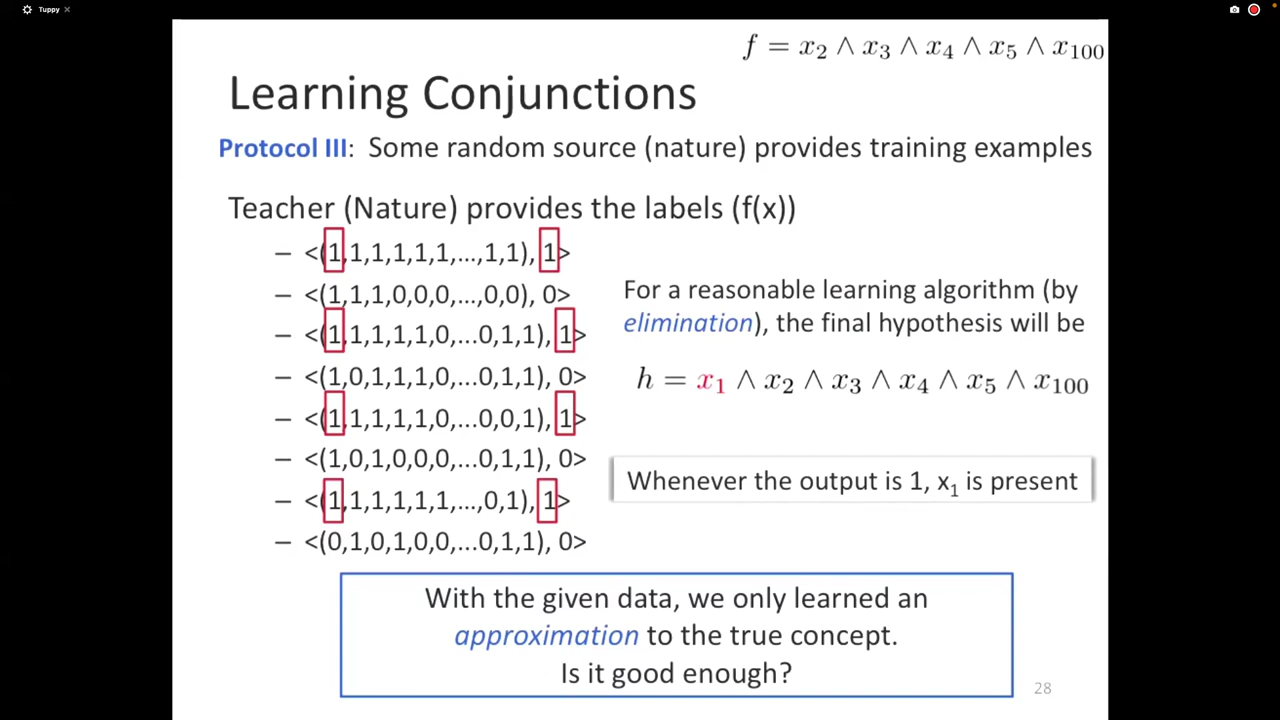 Tuppy
f = x₂ ∧ x₃ ∧ x₄ ∧ x₅ ∧ x₁₀₀
Learning Conjunctions
Protocol III: Some random source (nature) provides training examples
Teacher (Nature) provides the labels (f(x))
– <(1,1,1,1,1,1,...,1,1), 1>
– <(1,1,1,0,0,0,...,0,0), 0>
– <(1,1,1,1,1,0,...0,1,1), 1>
– <(1,0,1,1,1,0,...0,1,1), 0>
– <(1,1,1,1,1,0,...0,0,1), 1>
– <(1,0,1,0,0,0,...0,1,1), 0>
– <(1,1,1,1,1,1,...,0,1), 1>
– <(0,1,0,1,0,0,...0,1,1), 0>
For a reasonable learning algorithm (by
elimination), the final hypothesis will be
h = x₁ ∧ x₂ ∧ x₃ ∧ x₄ ∧ x₅ ∧ x₁₀₀
Whenever the output is 1, x₁ is present
With the given data, we only learned an
approximation to the true concept.
Is it good enough?
28